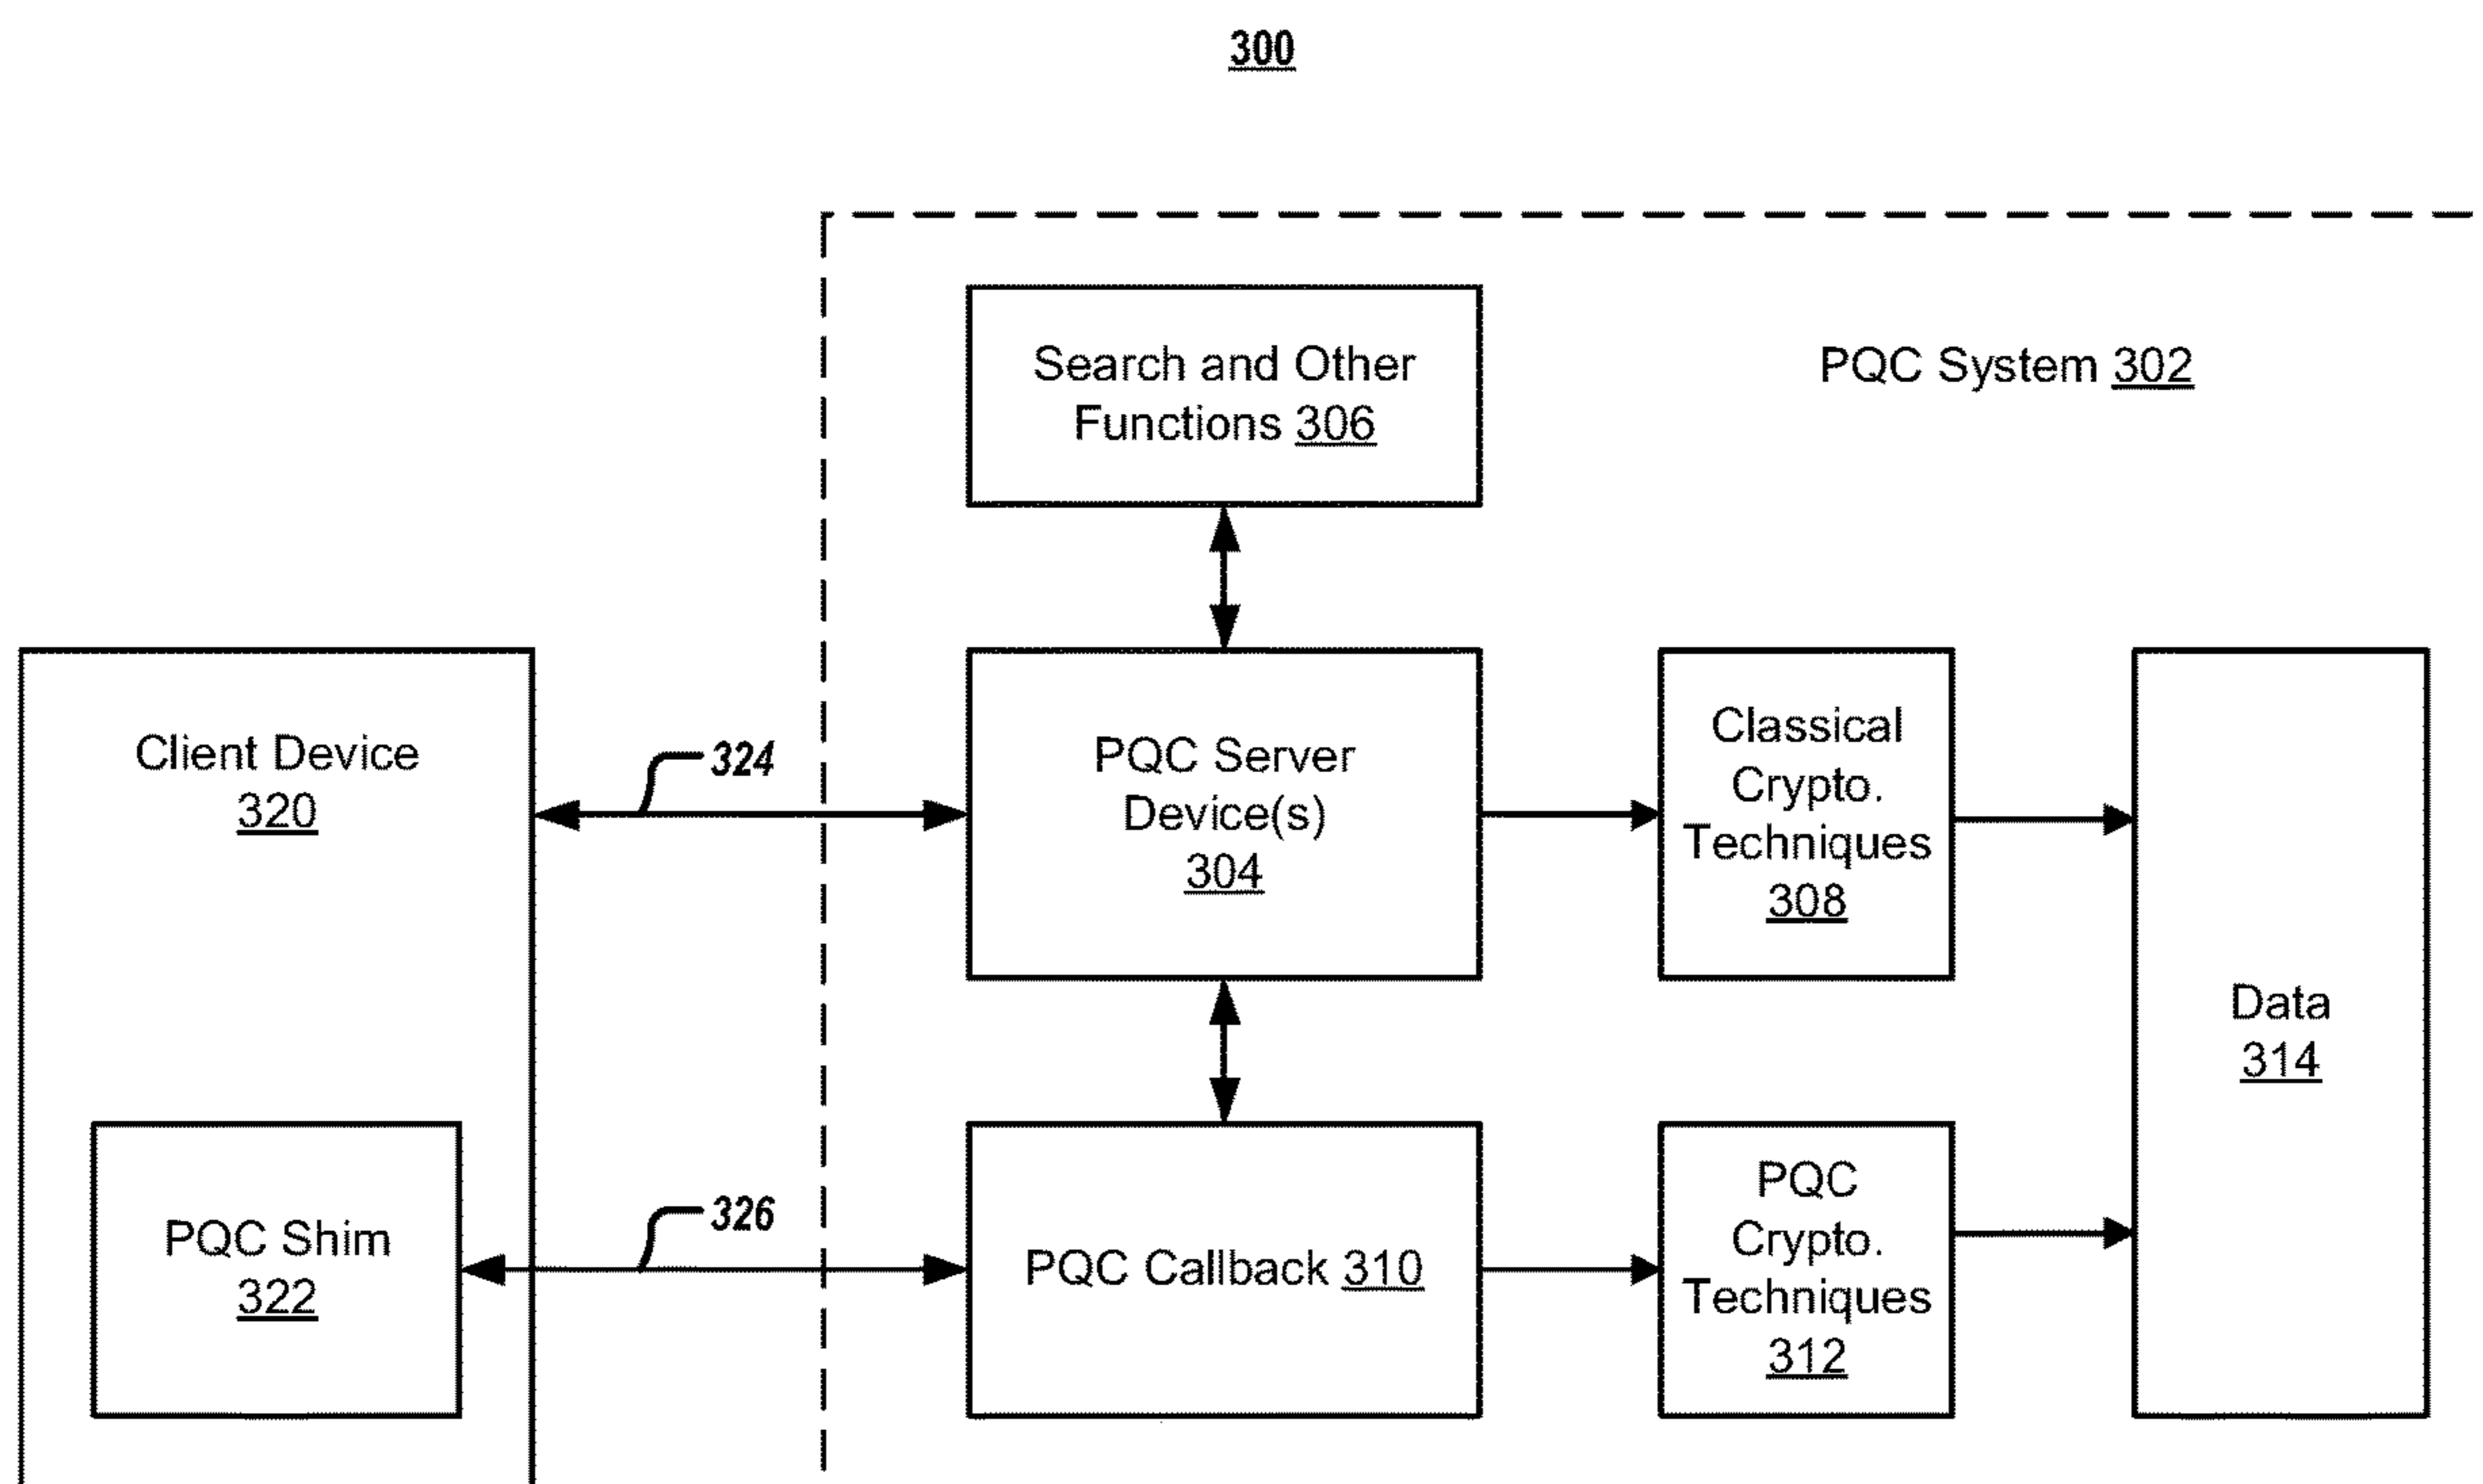 300
Search and Other
Functions 306
PQC System 302
Client Device
320
324
PQC Server
Device(s)
304
Classical
Crypto.
Techniques
308
Data
314
PQC Shim
322
326
PQC Callback 310
PQC
Crypto.
Techniques
312